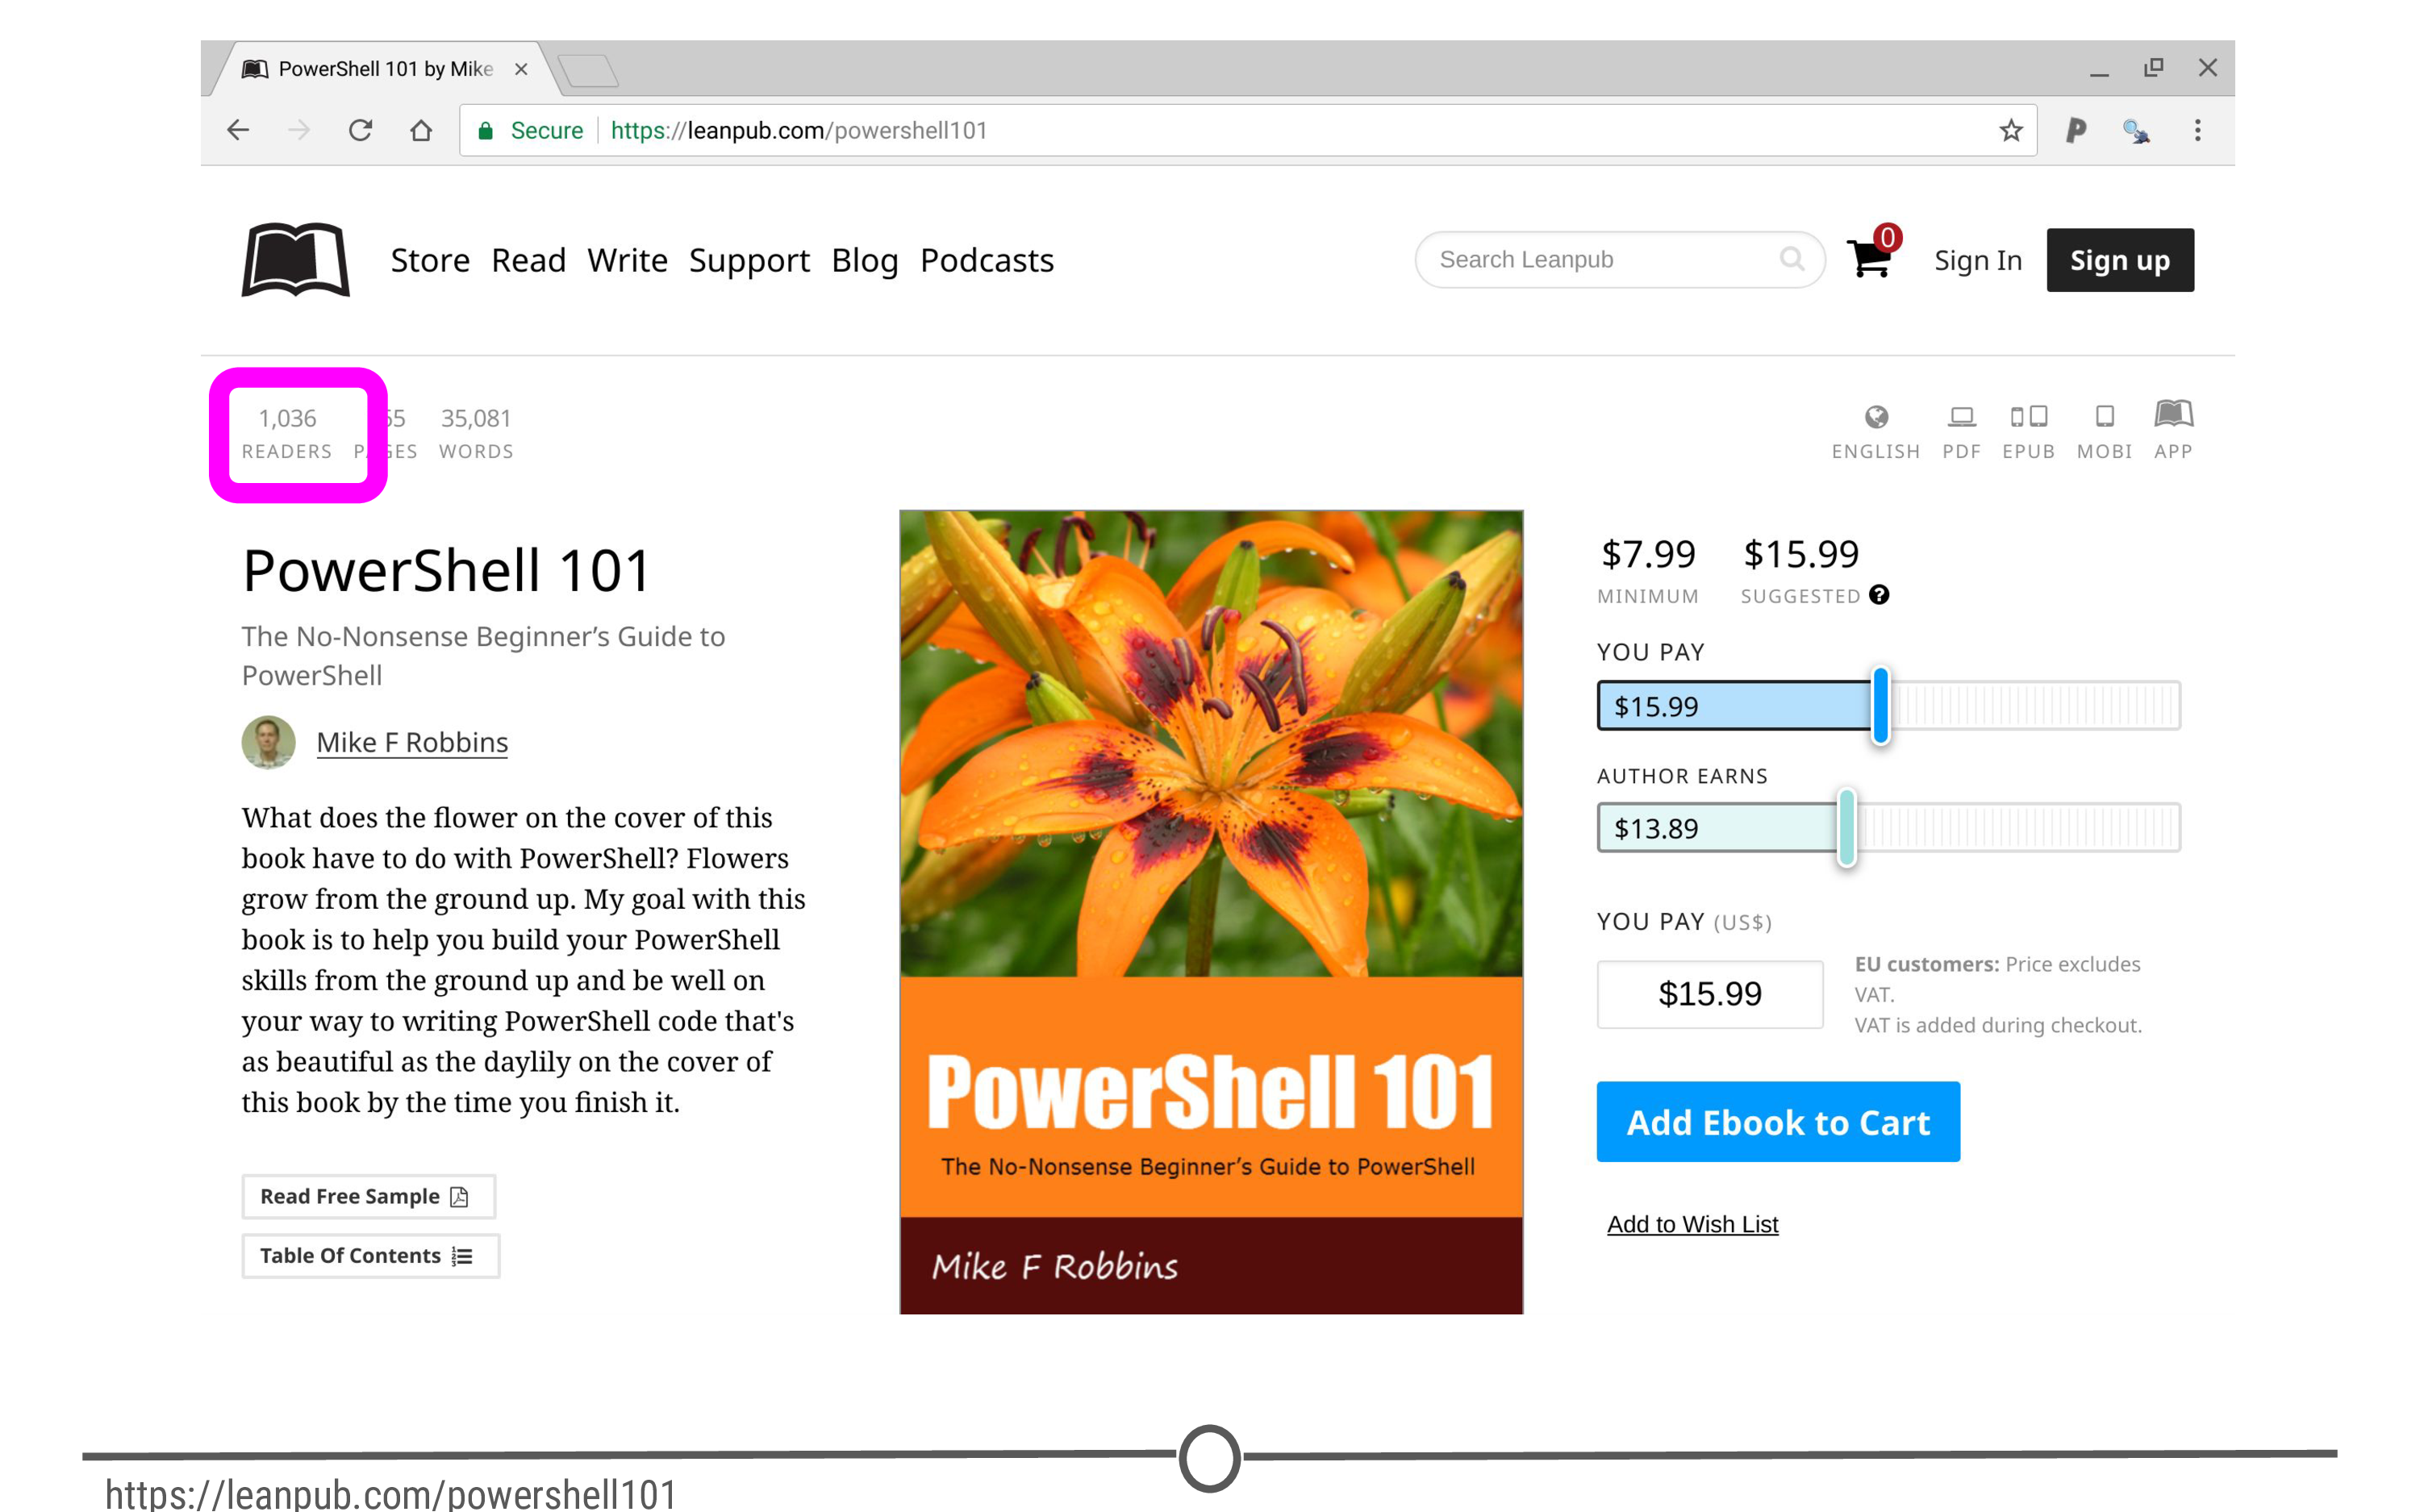 PowerShell 101 by Mike
Secure https://leanpub.com/powershell101
Store Read Write Support Blog Podcasts
Search Leanpub
0
Sign In
Sign up
1,036
READERS
35,081
WORDS
ENGLISH PDF EPUB MOBI APP
PowerShell 101
The No-Nonsense Beginner’s Guide to
PowerShell
Mike F Robbins
What does the flower on the cover of this
book have to do with PowerShell? Flowers
grow from the ground up. My goal with this
book is to help you build your PowerShell
skills from the ground up and be well on
your way to writing PowerShell code that's
as beautiful as the daylily on the cover of
this book by the time you finish it.
Read Free Sample
Table Of Contents
PowerShell 101
The No-Nonsense Beginner’s Guide to PowerShell
Mike F Robbins
$7.99 $15.99
MINIMUM SUGGESTED
YOU PAY
$15.99
AUTHOR EARNS
$13.89
YOU PAY (US$)
$15.99
EU customers: Price excludes
VAT.
VAT is added during checkout.
Add Ebook to Cart
Add to Wish List
https://leanpub.com/powershell101